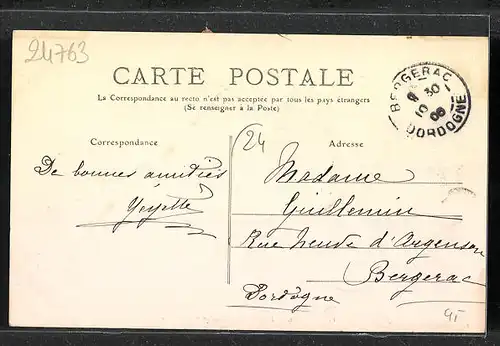 24763
CARTE POSTALE
La Correspondance au recto n'est pas acceptée par tous les pays étrangers
(Se renseigner à la Poste)
BERGERAC
30
DORDOGNE
Correspondance
24
Adresse
De bonnes amitiés
Yeyette
Madame
Guillemin
Rue neuve d'Argenson
Bergerac
Dordogne